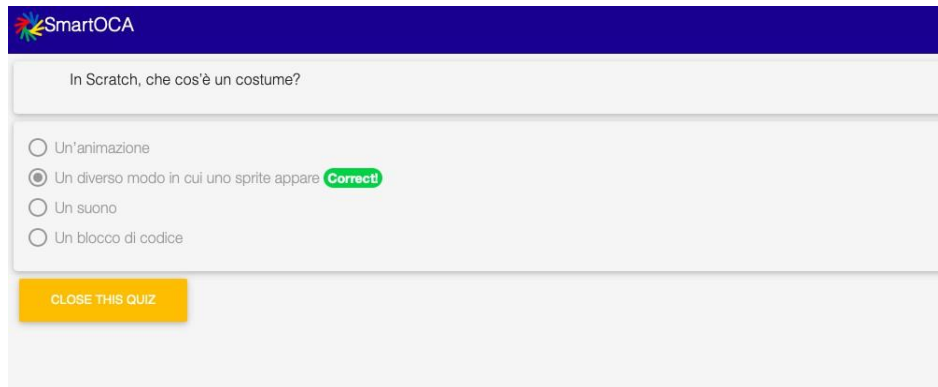 SmartOCA
In Scratch, che cos'è un costume?
Un'animazione
Un diverso modo in cui uno sprite appare Correct!
Un suono
Un blocco di codice
CLOSE THIS QUIZ